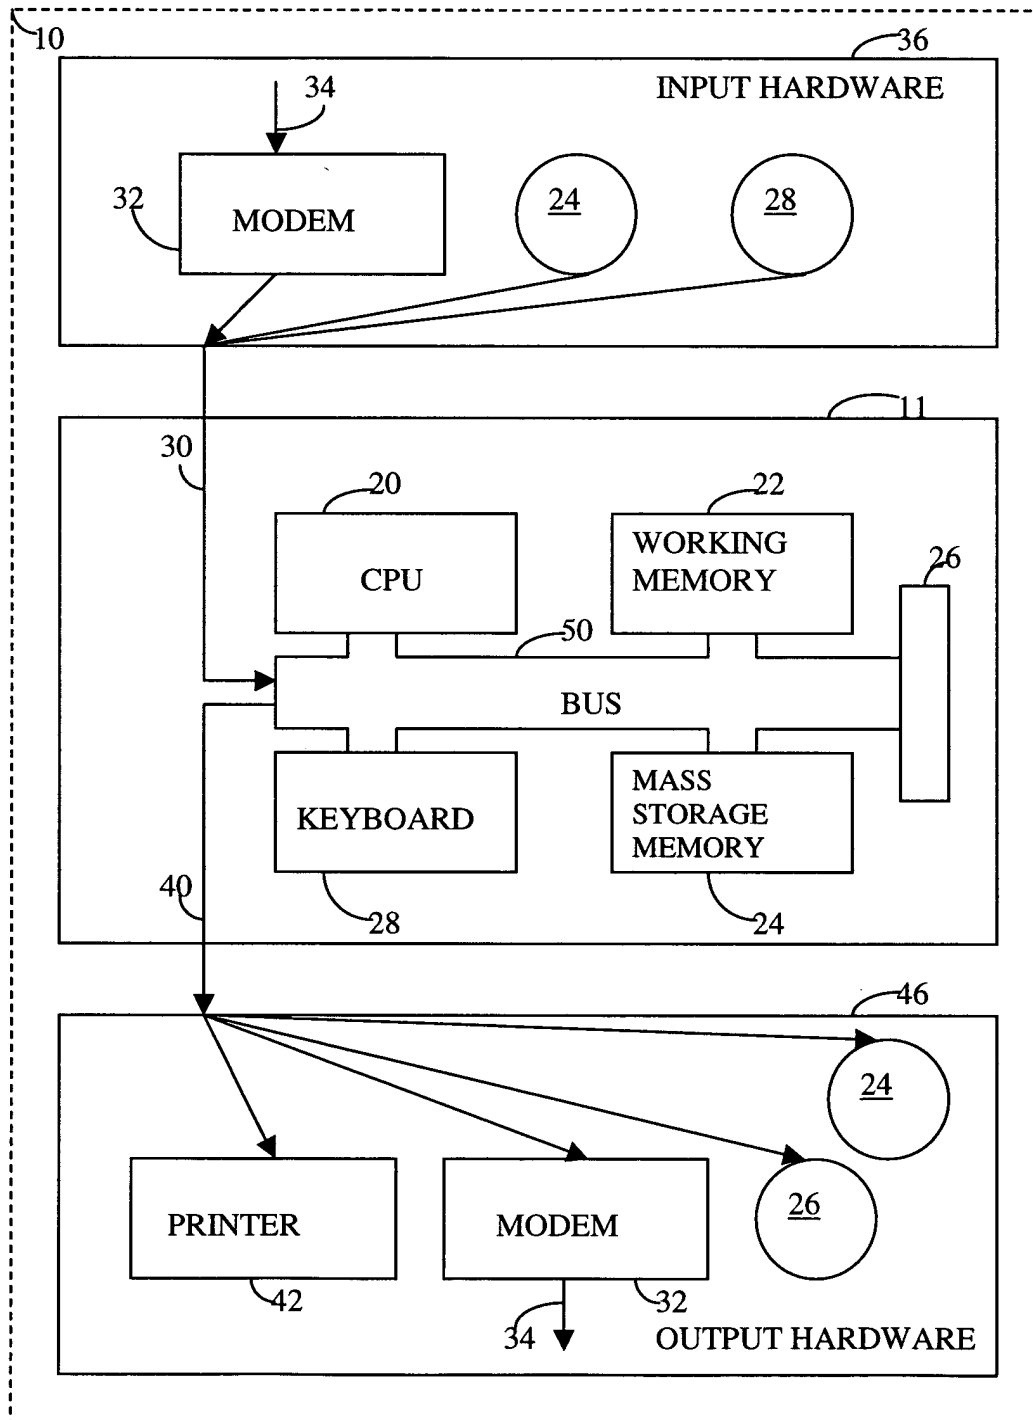 10
36
INPUT HARDWARE
34
32
MODEM
24
28
11
30
20
22
CPU
WORKING
MEMORY
26
50
BUS
KEYBOARD
MASS
STORAGE
MEMORY
40
28
24
46
24
26
PRINTER
MODEM
42
32
34
OUTPUT HARDWARE